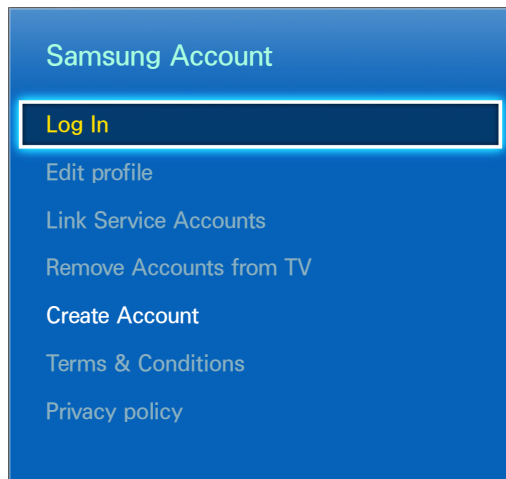 Samsung Account
Log In
Edit profile
Link Service Accounts
Remove Accounts from TV
Create Account
Terms & Conditions
Privacy policy